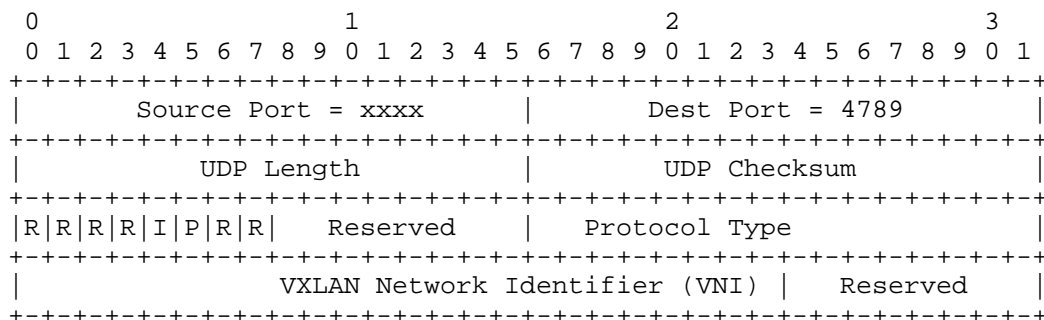 0                   1                   2                   3
 0 1 2 3 4 5 6 7 8 9 0 1 2 3 4 5 6 7 8 9 0 1 2 3 4 5 6 7 8 9 0 1
+-+-+-+-+-+-+-+-+-+-+-+-+-+-+-+-+-+-+-+-+-+-+-+-+-+-+-+-+-+-+-+-+
|       Source Port = xxxx      |       Dest Port = 4789        |
+-+-+-+-+-+-+-+-+-+-+-+-+-+-+-+-+-+-+-+-+-+-+-+-+-+-+-+-+-+-+-+-+
|           UDP Length          |        UDP Checksum           |
+-+-+-+-+-+-+-+-+-+-+-+-+-+-+-+-+-+-+-+-+-+-+-+-+-+-+-+-+-+-+-+-+
|R|R|R|R|I|P|R|R|   Reserved    |   Protocol Type               |
+-+-+-+-+-+-+-+-+-+-+-+-+-+-+-+-+-+-+-+-+-+-+-+-+-+-+-+-+-+-+-+-+
|                VXLAN Network Identifier (VNI) |   Reserved    |
+-+-+-+-+-+-+-+-+-+-+-+-+-+-+-+-+-+-+-+-+-+-+-+-+-+-+-+-+-+-+-+-+